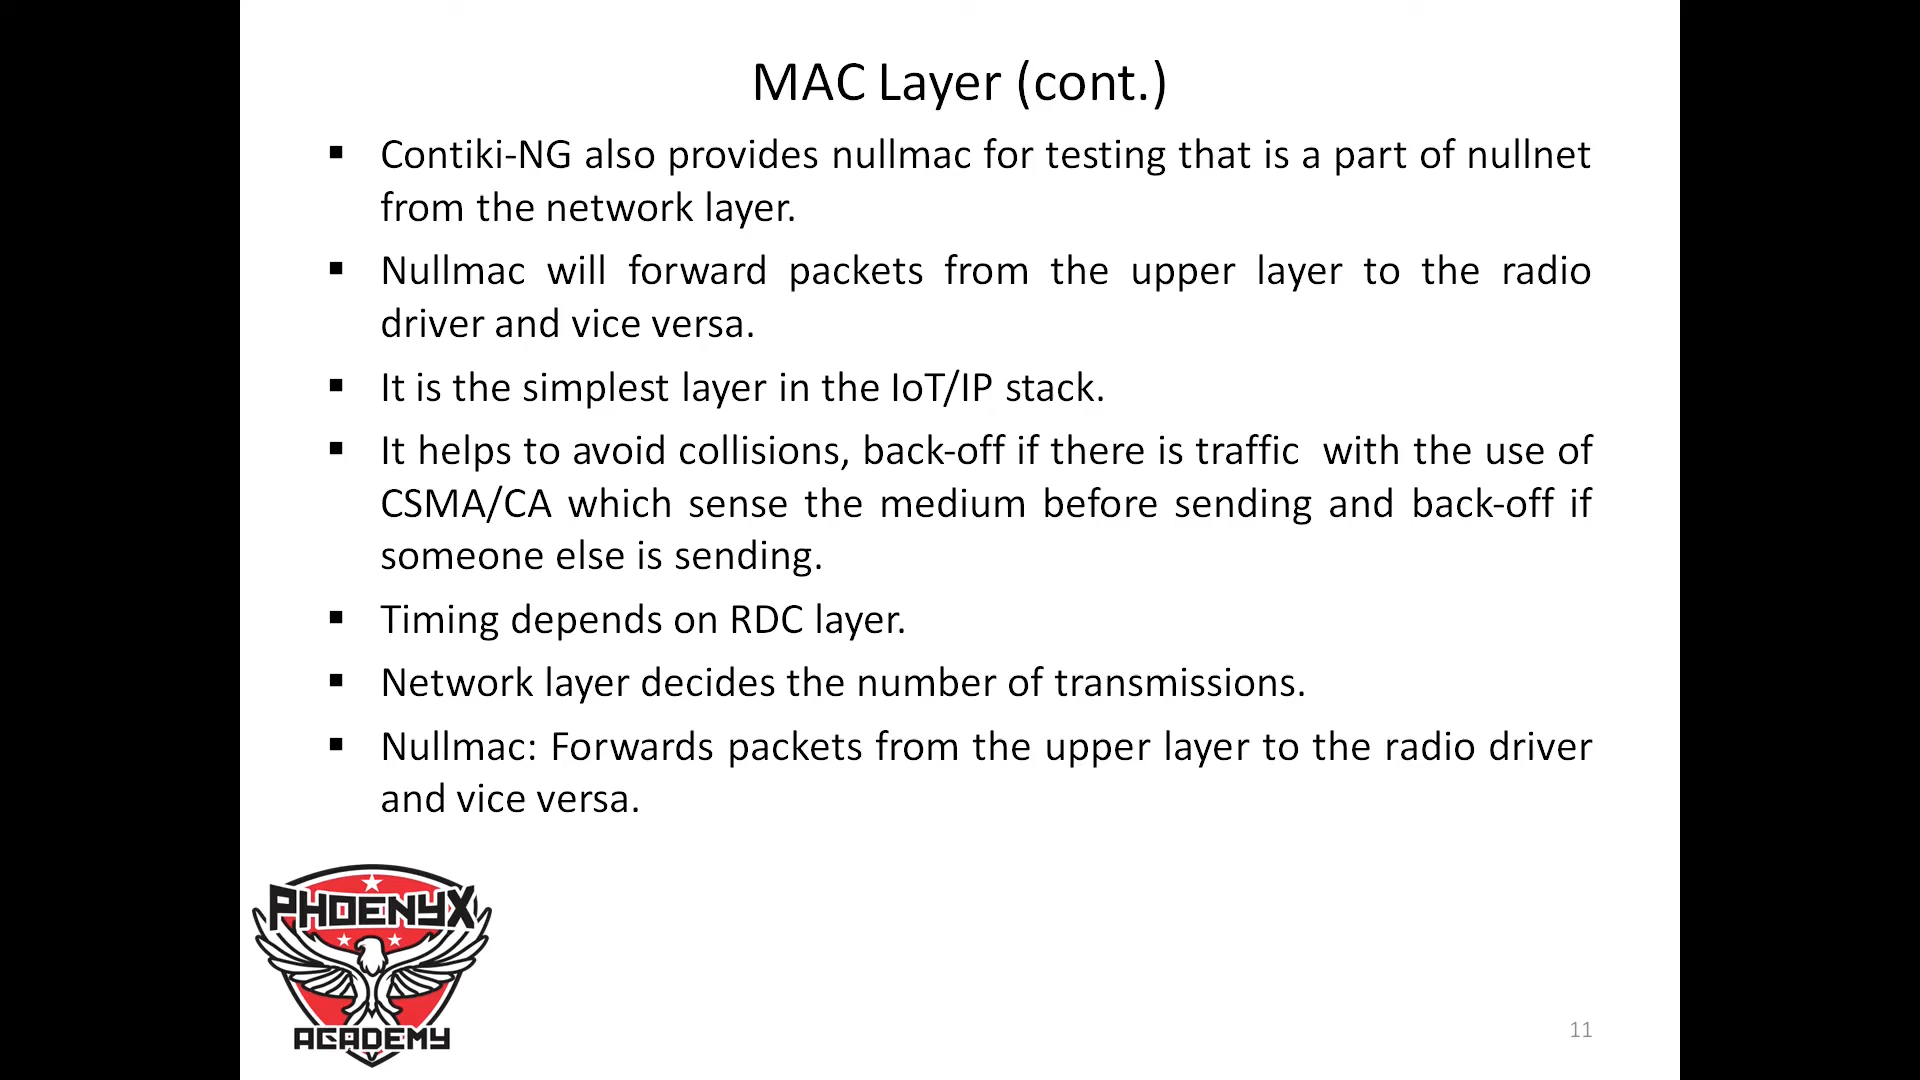 MAC Layer (cont.)
▪ Contiki-NG also provides nullmac for testing that is a part of nullnet
from the network layer.
▪ Nullmac will forward packets from the upper layer to the radio
driver and vice versa.
▪ It is the simplest layer in the IoT/IP stack.
▪ It helps to avoid collisions, back-off if there is traffic  with the use of
CSMA/CA which sense the medium before sending and back-off if
someone else is sending.
▪ Timing depends on RDC layer.
▪ Network layer decides the number of transmissions.
▪ Nullmac: Forwards packets from the upper layer to the radio driver
and vice versa.
PHOENYX
ACADEMY
11